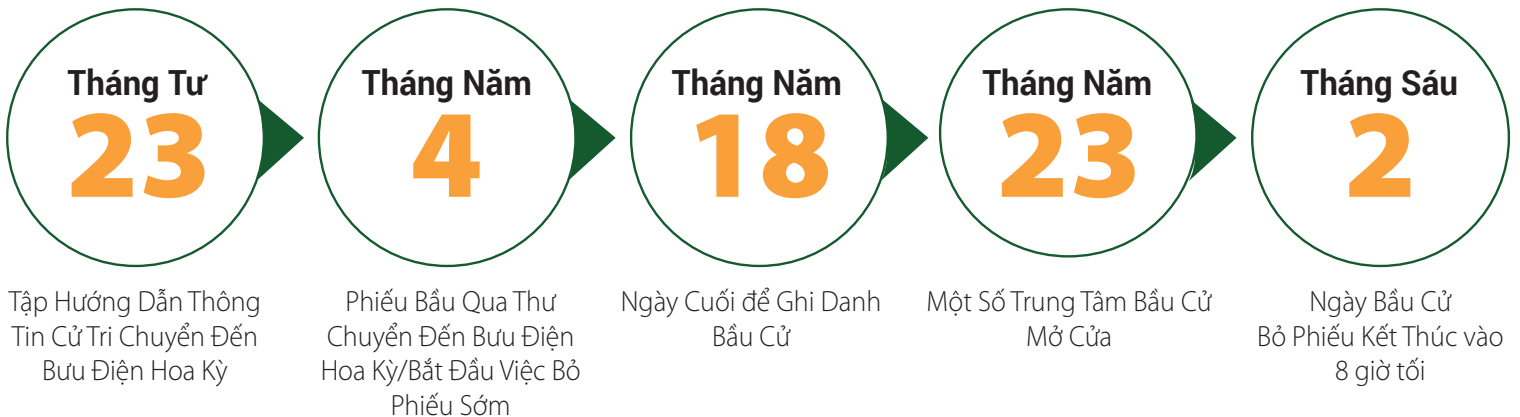 Tháng Tư
23
Tập Hướng Dẫn Thông
Tin Cử Tri Chuyển Đến
Bưu Điện Hoa Kỳ
Tháng Năm
4
Phiếu Bầu Qua Thư
Chuyển Đến Bưu Điện
Hoa Kỳ/Bắt Đầu Việc Bỏ
Phiếu Sớm
Tháng Năm
18
Ngày Cuối để Ghi Danh
Bầu Cử
Tháng Năm
23
Một Số Trung Tâm Bầu Cử
Mở Cửa
Tháng Sáu
2
Ngày Bầu Cử
Bỏ Phiếu Kết Thúc vào
8 giờ tối